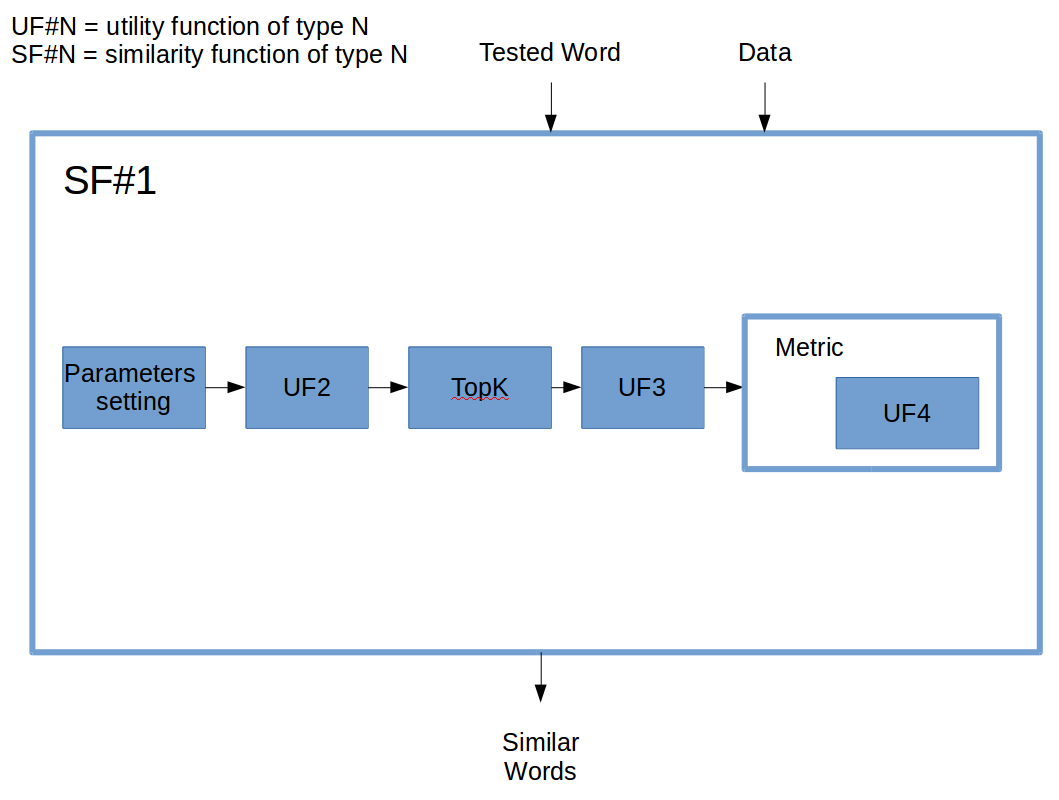 UF#N = utility function of type N
SF#N = similarity function of type N
Tested Word
Data
SF#1
Parameters
setting
UF2
TopK
UF3
Metric
UF4
Similar
Words